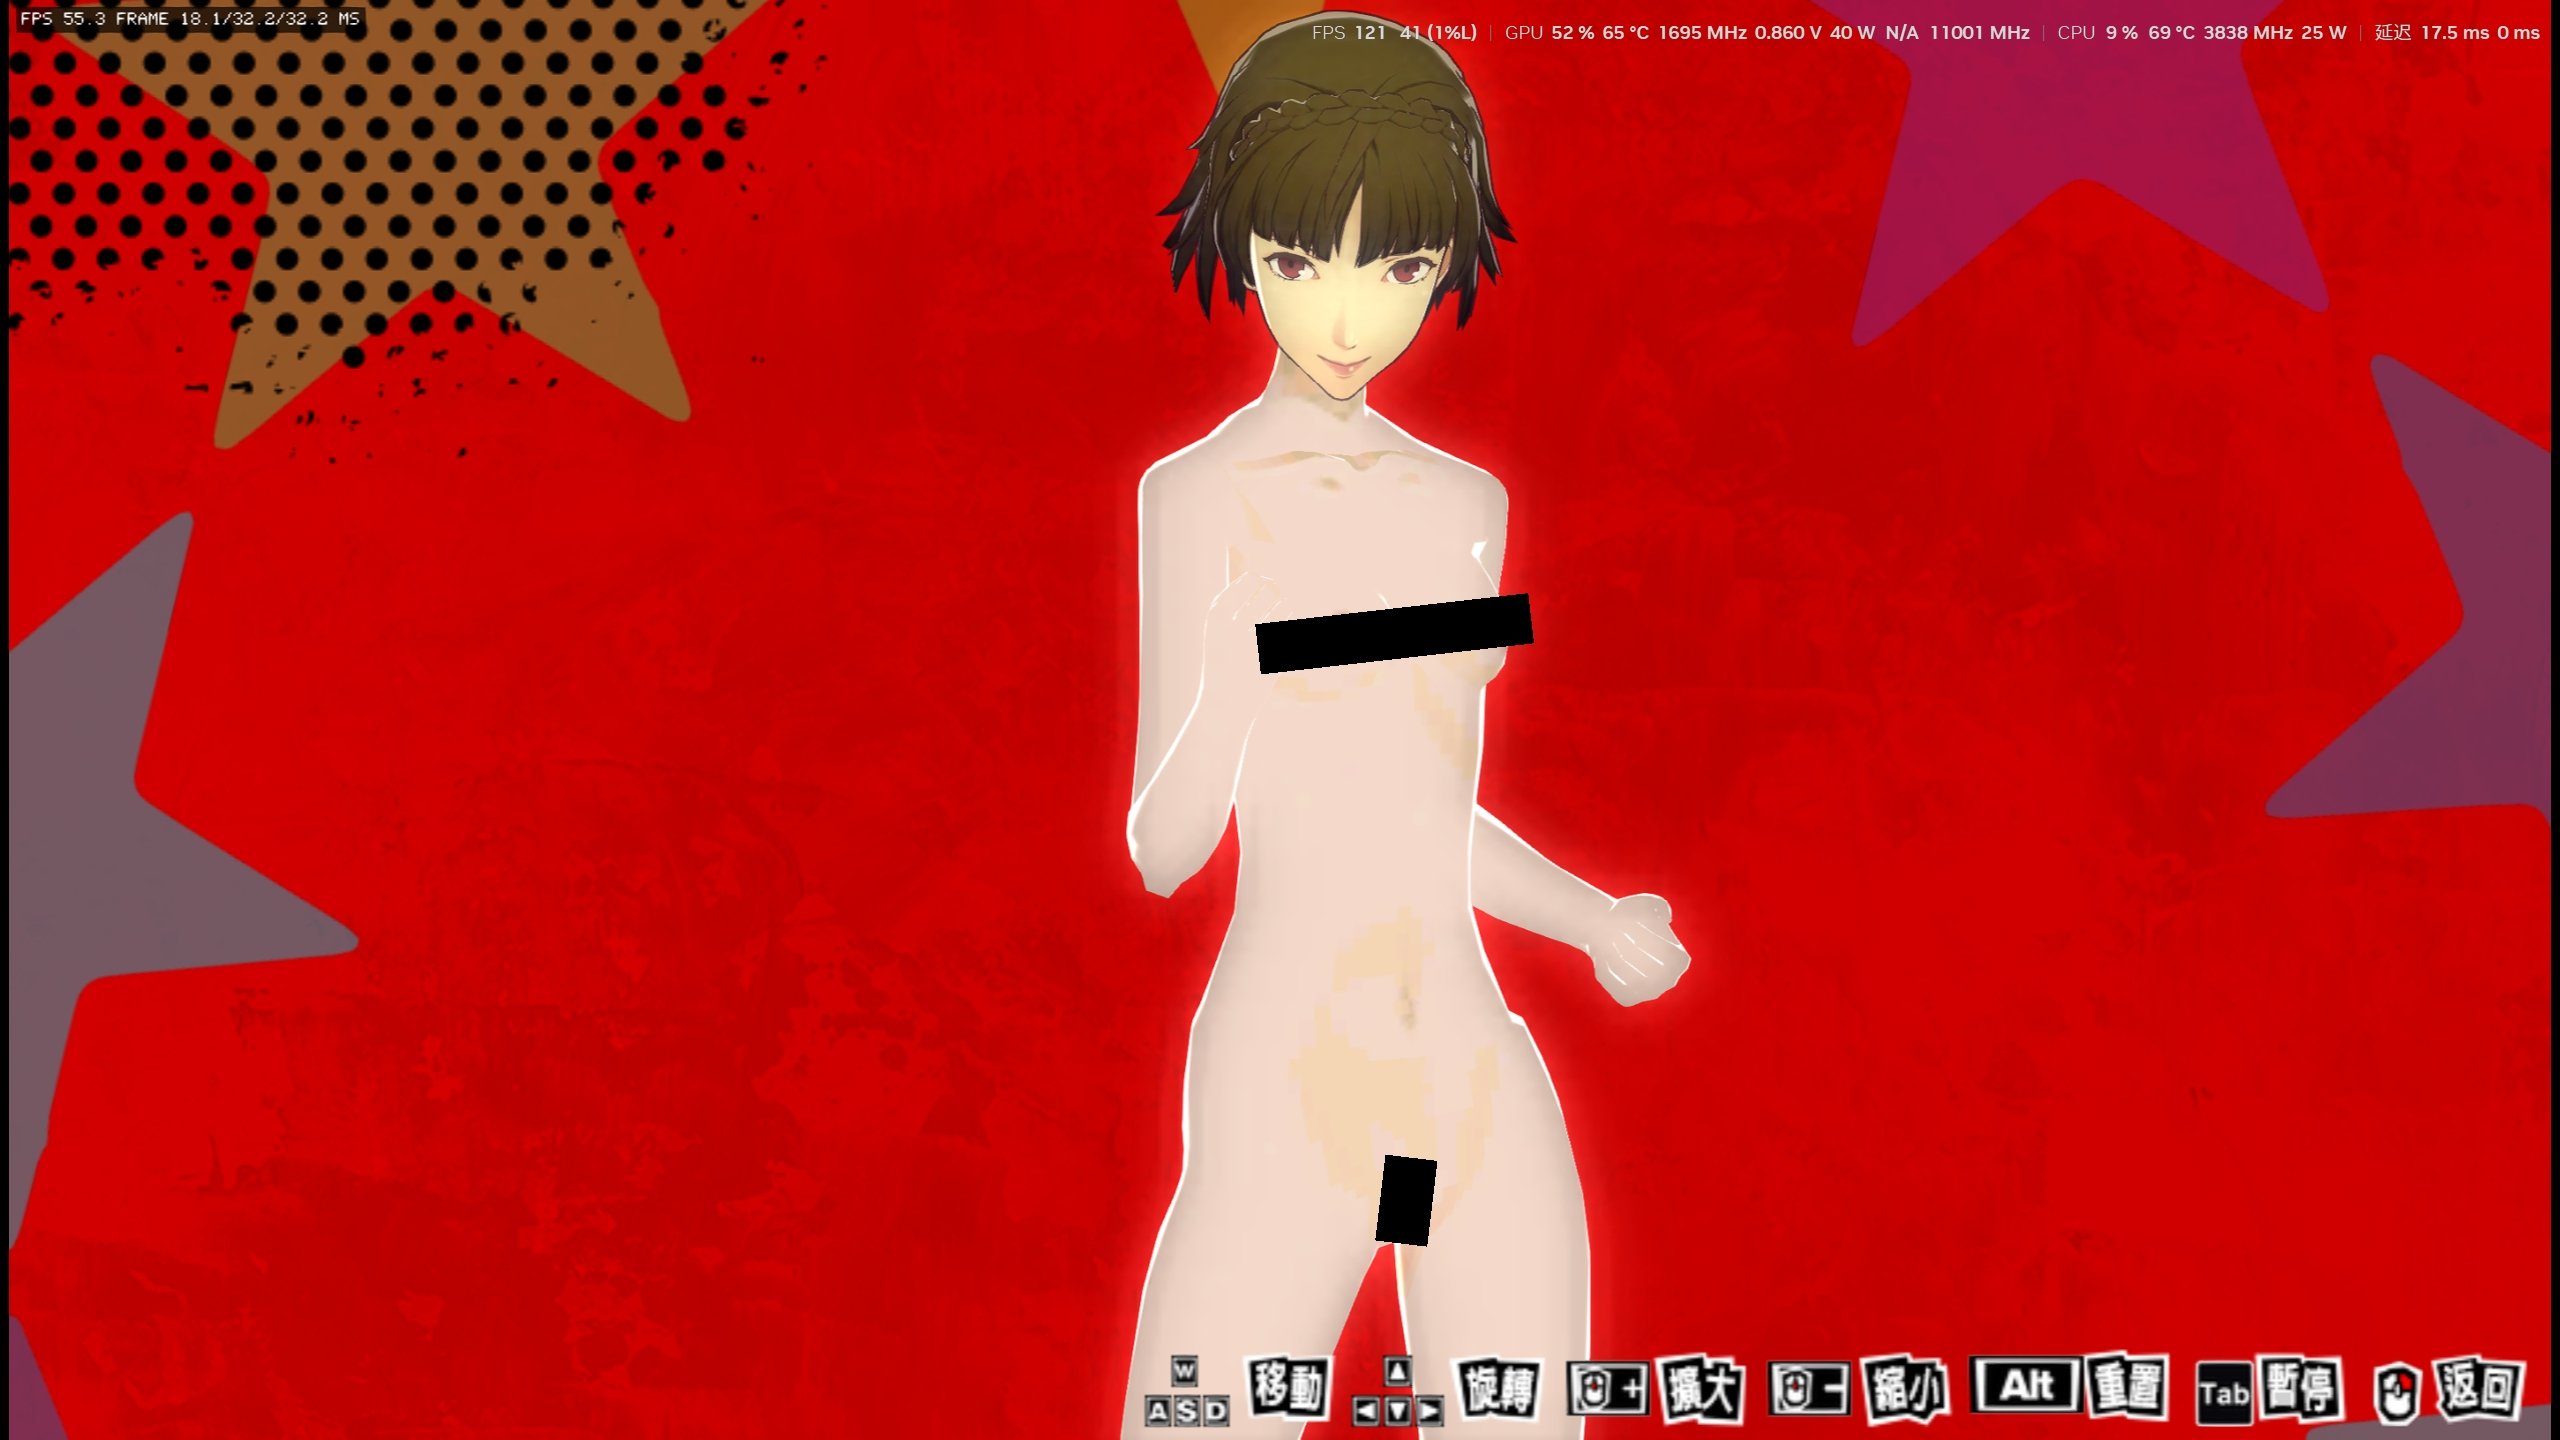 FPS 55.3 FRAME 18.1/32.2/32.2 MS
FPS 121 41 (1%L) | GPU 52 % 65 °C 1695 MHz 0.860 V 40 W N/A 11001 MHz | CPU 9 % 69 °C 3838 MHz 25 W | 延迟 17.5 ms 0 ms
W
A S D 移動 旋轉 + 擴大 - 縮小 Alt 重置 Tab 暫停 返回